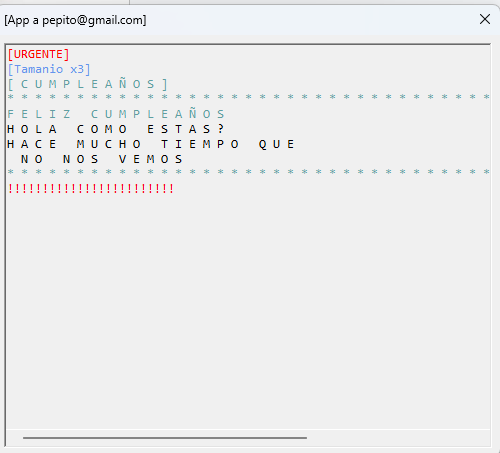 [App a pepito@gmail.com]
[URGENTE]
[Tamanio x3]
[ C U M P L E A Ñ O S ]
* * * * * * * * * * * * * * * * * * * * * * * * * * * * * * * * * * *
F E L I Z   C U M P L E A Ñ O S
H O L A   C O M O   E S T A S ?
H A C E   M U C H O   T I E M P O   Q U E
  N O   N O S   V E M O S
* * * * * * * * * * * * * * * * * * * * * * * * * * * * * * * * * * *
!!!!!!!!!!!!!!!!!!!!!!!!